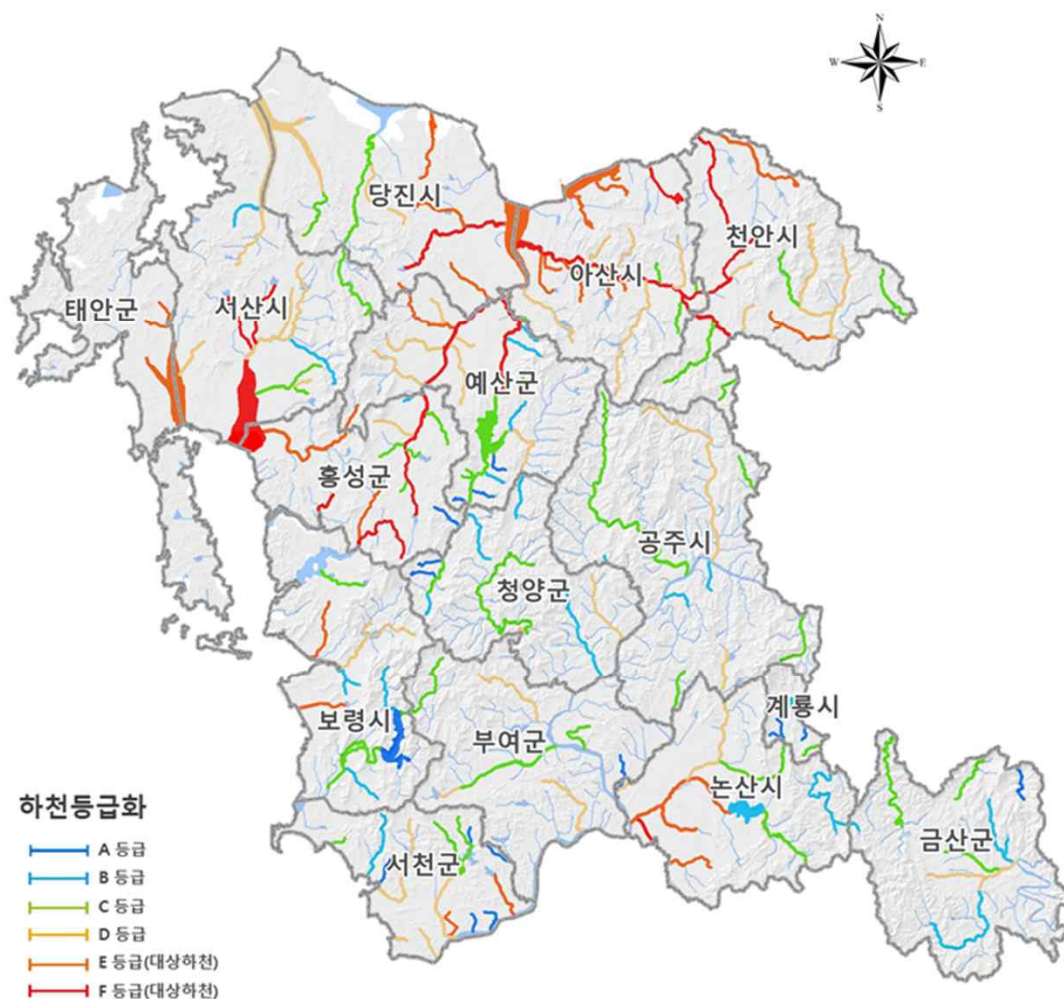 N
W E
S
당진시
천안시
아산시
태안군
서산시
예산군
홍성군
공주시
청양군
계룡시
보령시
부여군
논산시
금산군
서천군
하천등급화
A 등급
B 등급
C 등급
D 등급
E 등급(대상하천)
F 등급(대상하천)